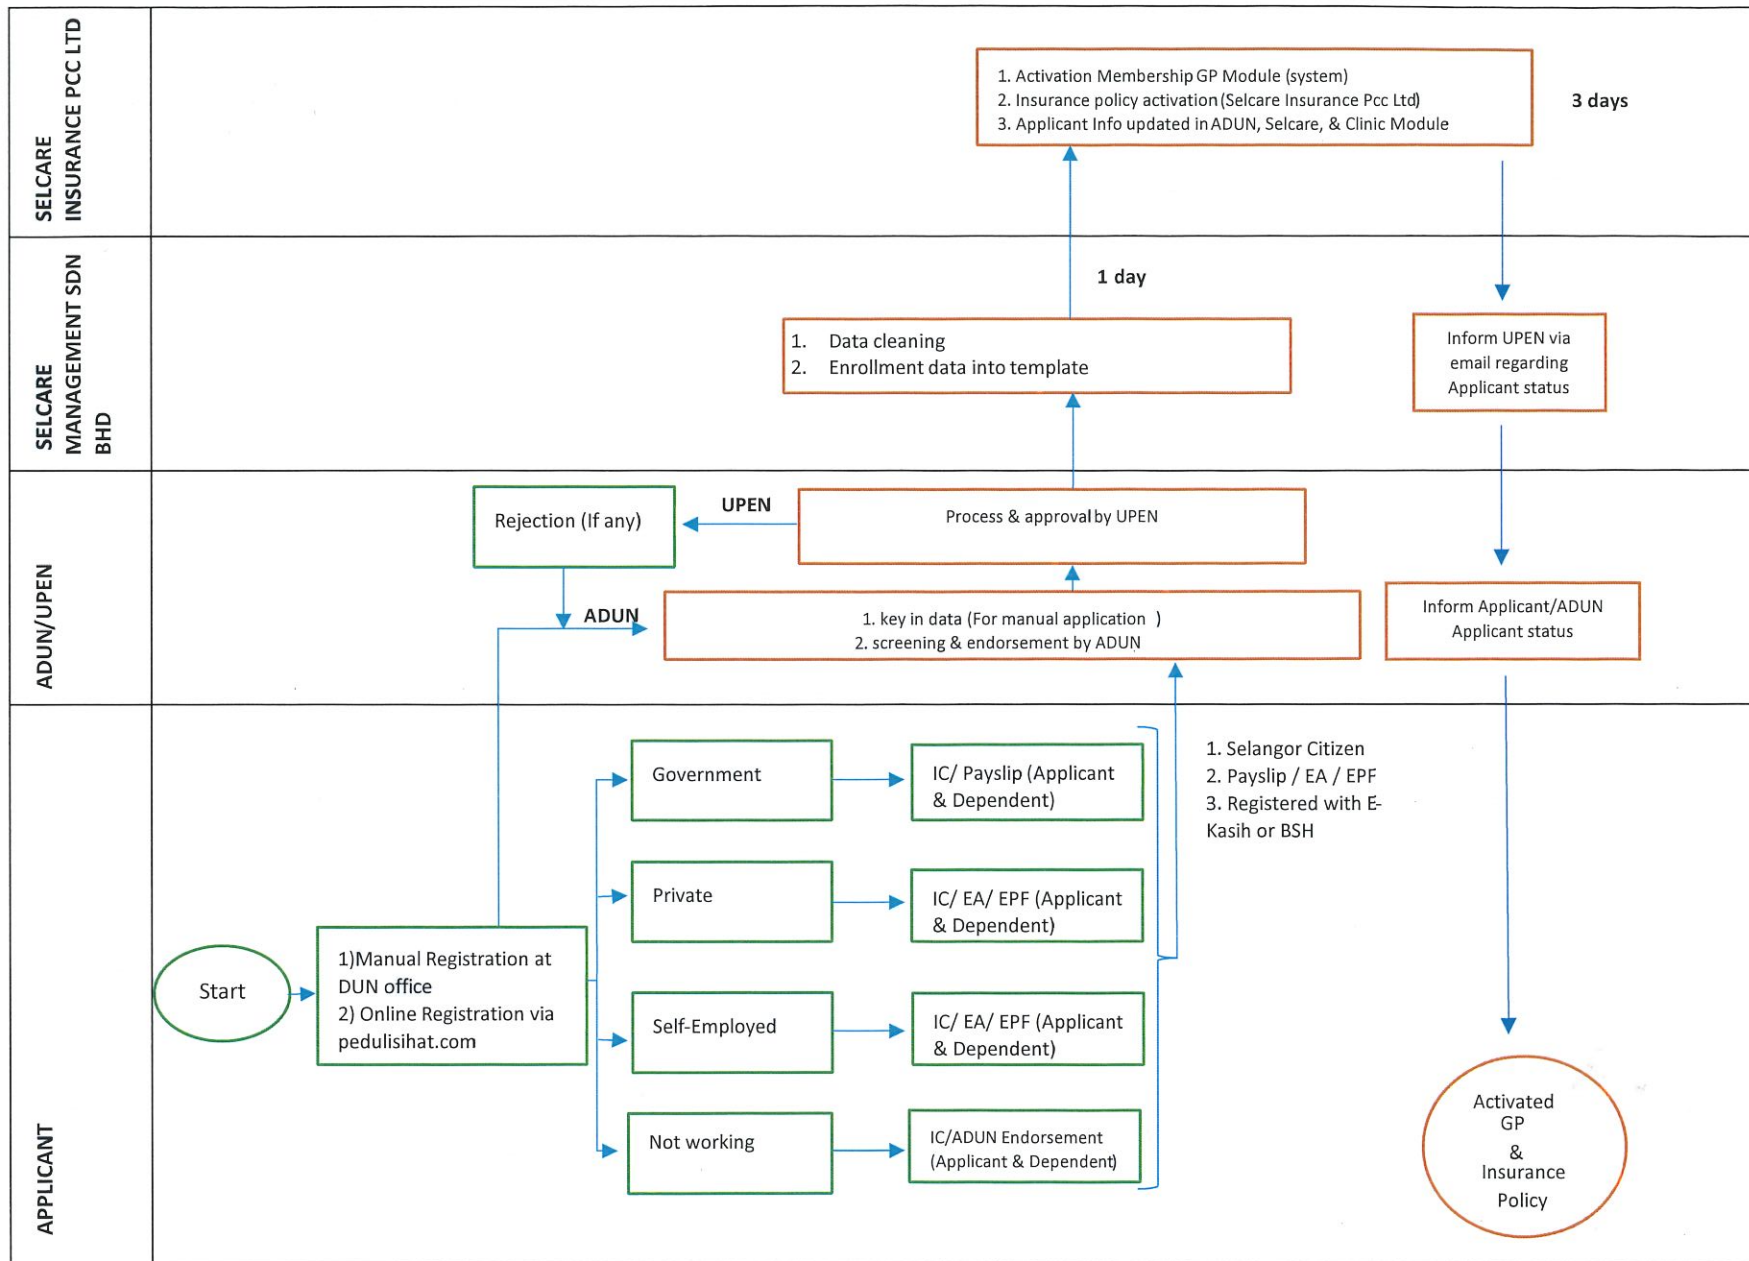 SELCARE
INSURANCE PCC LTD
1. Activation Membership GP Module (system)
2. Insurance policy activation (Selcare Insurance Pcc Ltd)
3. Applicant Info updated in ADUN, Selcare, & Clinic Module
3 days
SELCARE
MANAGEMENT SDN
BHD
1 day
1. Data cleaning
2. Enrollment data into template
Inform UPEN via
email regarding
Applicant status
ADUN/UPEN
Rejection (If any)
UPEN
Process & approval by UPEN
ADUN
1. key in data (For manual application )
2. screening & endorsement by ADUN
Inform Applicant/ADUN
Applicant status
APPLICANT
Start
1)Manual Registration at
DUN office
2) Online Registration via
pedulisihat.com
Government
IC/ Payslip (Applicant
& Dependent)
Private
IC/ EA/ EPF (Applicant
& Dependent)
Self-Employed
IC/ EA/ EPF (Applicant
& Dependent)
Not working
IC/ADUN Endorsement
(Applicant & Dependent)
1. Selangor Citizen
2. Payslip / EA / EPF
3. Registered with E-
Kasih or BSH
Activated
GP
&
Insurance
Policy